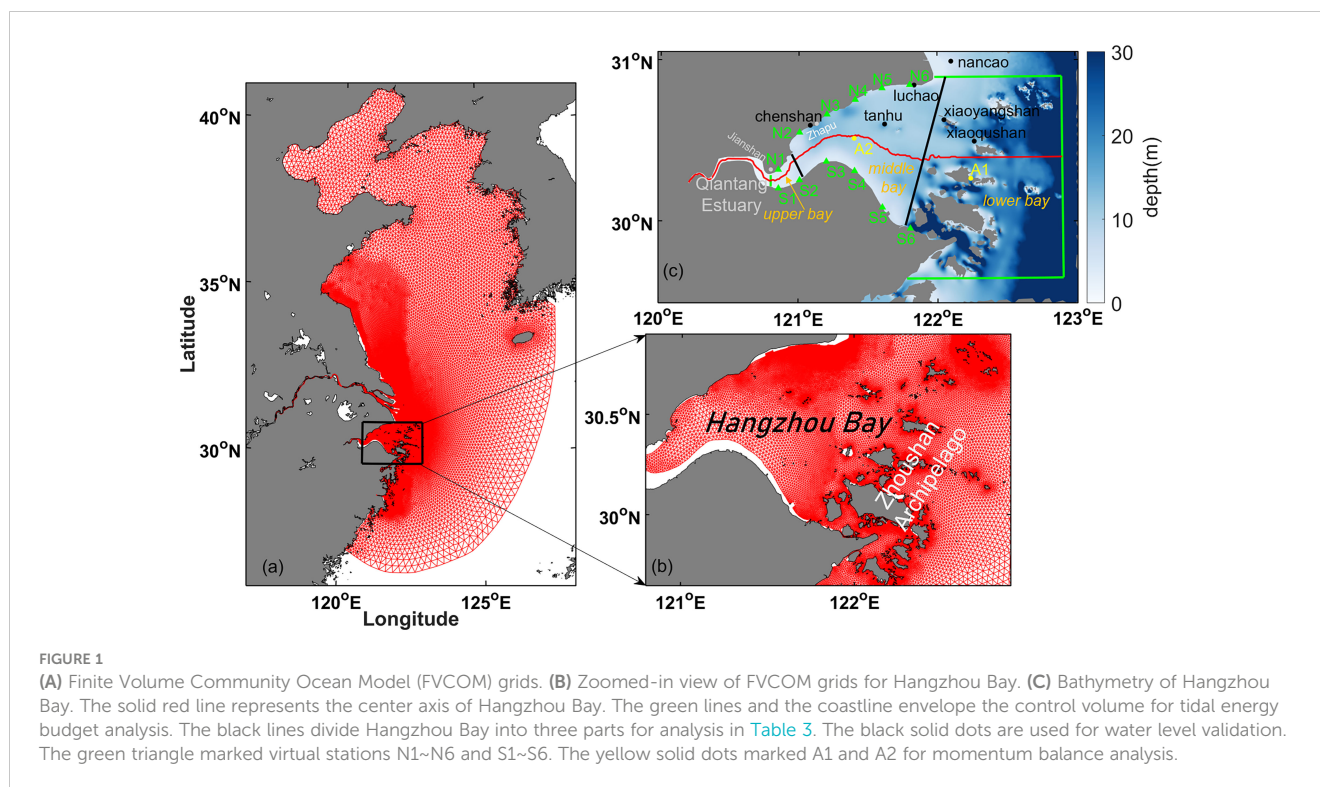 40°N
35°N
30°N
Latitude
120°E
125°E
Longitude
(a)
31°N
30°N
120°E
121°E
122°E
123°E
nancao
N6
N5
luchao
N4
N3
chenshan
tanhu
xiaoyangshan
N2
Zhapu
xiaoqushan
Jianshan
A2
N1
S3
middle
bay
A1
Qiantang
Estuary
S1
S2
S4
upper bay
lower bay
S5
S6
(c)
30
20
10
0
depth(m)
30.5°N
30°N
121°E
122°E
Hangzhou Bay
Zhoushan
Archipelago
(b)
FIGURE 1
(A) Finite Volume Community Ocean Model (FVCOM) grids. (B) Zoomed-in view of FVCOM grids for Hangzhou Bay. (C) Bathymetry of Hangzhou
Bay. The solid red line represents the center axis of Hangzhou Bay. The green lines and the coastline envelope the control volume for tidal energy
budget analysis. The black lines divide Hangzhou Bay into three parts for analysis in Table 3. The black solid dots are used for water level validation.
The green triangle marked virtual stations N1~N6 and S1~S6. The yellow solid dots marked A1 and A2 for momentum balance analysis.